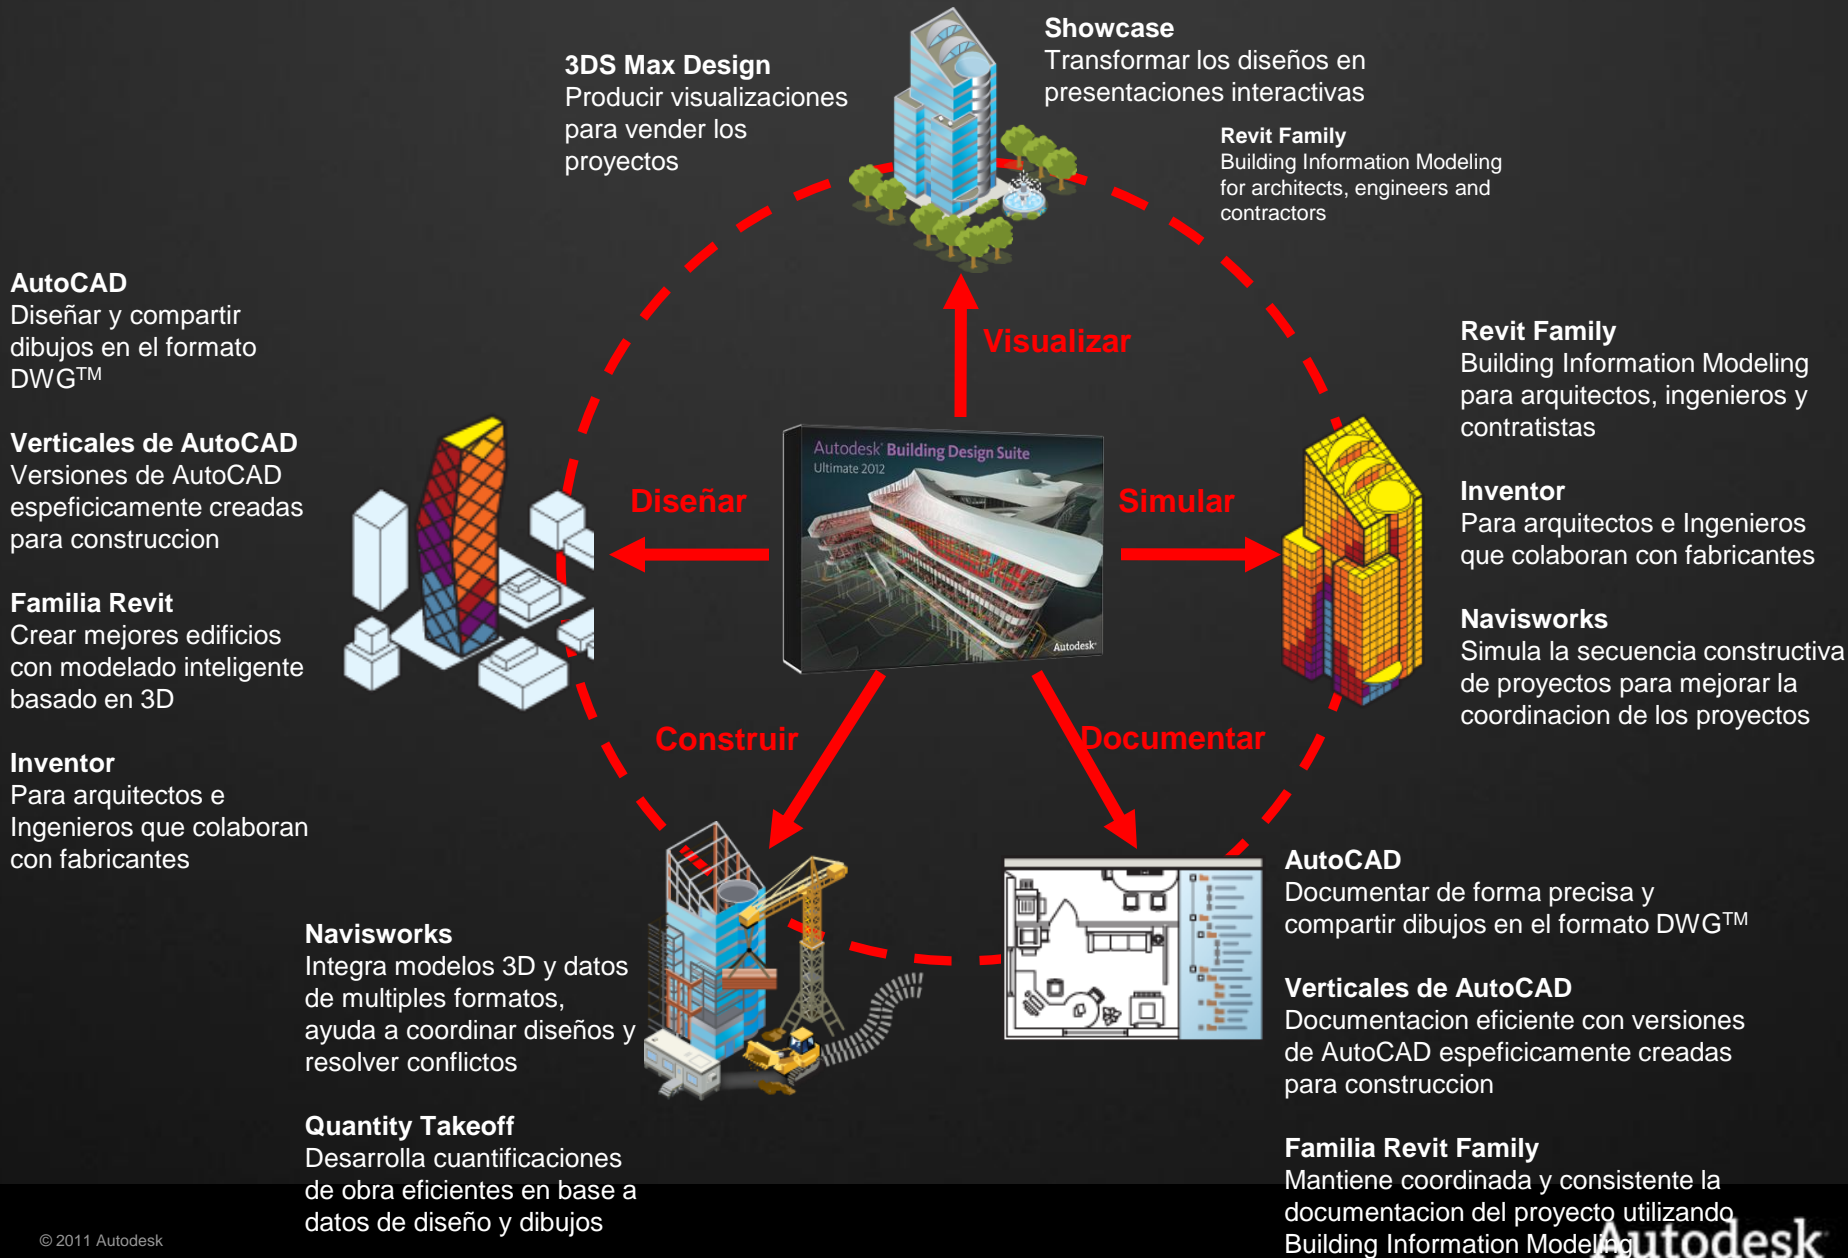 Showcase
Transformar los diseños en
presentaciones interactivas
3DS Max Design
Producir visualizaciones
para vender los
proyectos
Revit Family
Building Information Modeling
for architects, engineers and
contractors
AutoCAD
Diseñar y compartir
dibujos en el formato
DWG™
Verticales de AutoCAD
Versiones de AutoCAD
espeficicamente creadas
para construccion
Familia Revit
Crear mejores edificios
con modelado inteligente
basado en 3D
Inventor
Para arquitectos e
Ingenieros que colaboran
con fabricantes
Visualizar
Diseñar
Simular
Construir
Documentar
Autodesk® Building Design Suite
Ultimate 2012
Autodesk®
Revit Family
Building Information Modeling
para arquitectos, ingenieros y
contratistas
Inventor
Para arquitectos e Ingenieros
que colaboran con fabricantes
Navisworks
Simula la secuencia constructiva
de proyectos para mejorar la
coordinacion de los proyectos
Navisworks
Integra modelos 3D y datos
de multiples formatos,
ayuda a coordinar diseños y
resolver conflictos
Quantity Takeoff
Desarrolla cuantificaciones
de obra eficientes en base a
datos de diseño y dibujos
AutoCAD
Documentar de forma precisa y
compartir dibujos en el formato DWG™
Verticales de AutoCAD
Documentacion eficiente con versiones
de AutoCAD espeficicamente creadas
para construccion
Familia Revit Family
Mantiene coordinada y consistente la
documentacion del proyecto utilizando
Building Information Modeling
© 2011 Autodesk
Autodesk